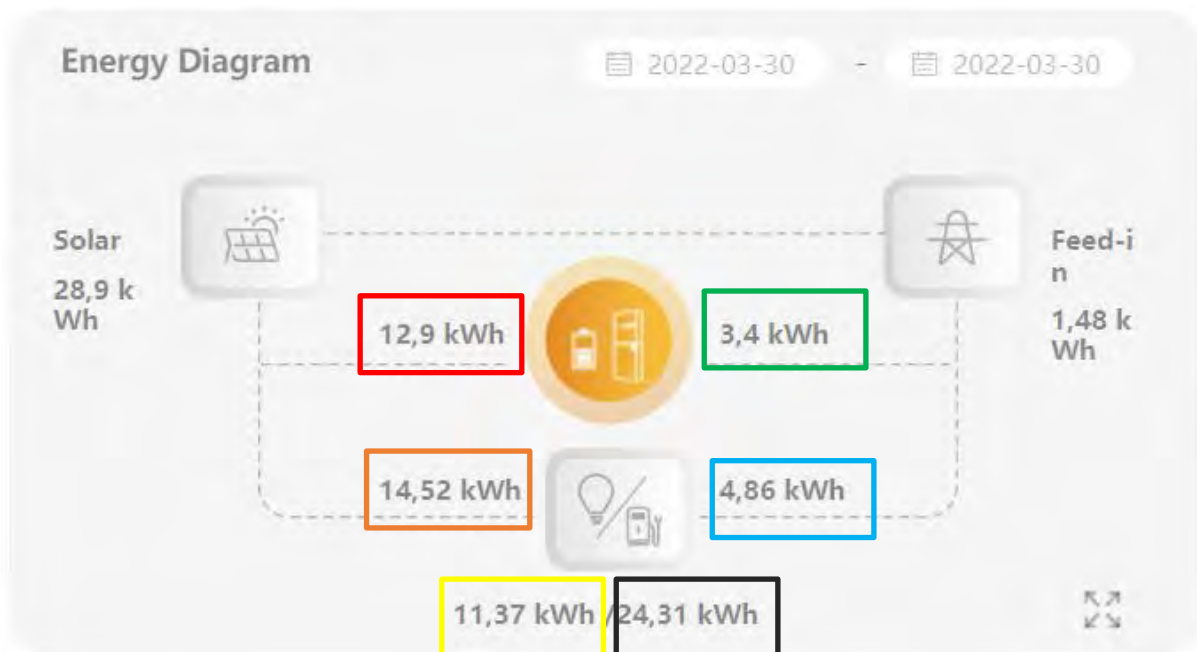 Energy Diagram
2022-03-30 - 2022-03-30
Solar
28,9 k
Wh
Feed-i
n
1,48 k
Wh
12,9 kWh
3,4 kWh
14,52 kWh
4,86 kWh
11,37 kWh /24,31 kWh